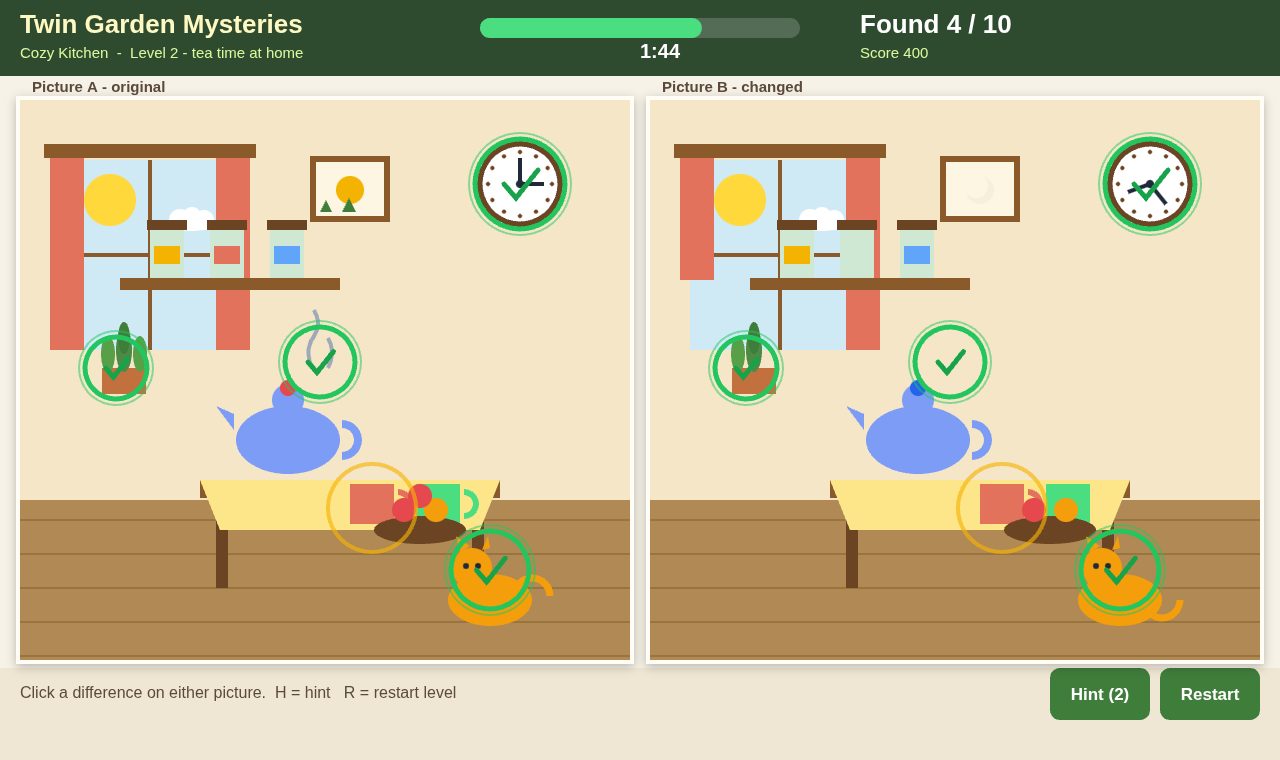 Twin Garden Mysteries
Cozy Kitchen - Level 2 - tea time at home
1:44
Found 4 / 10
Score 400
Picture A - original
Picture B - changed
Click a difference on either picture. H = hint R = restart level
Hint (2)
Restart